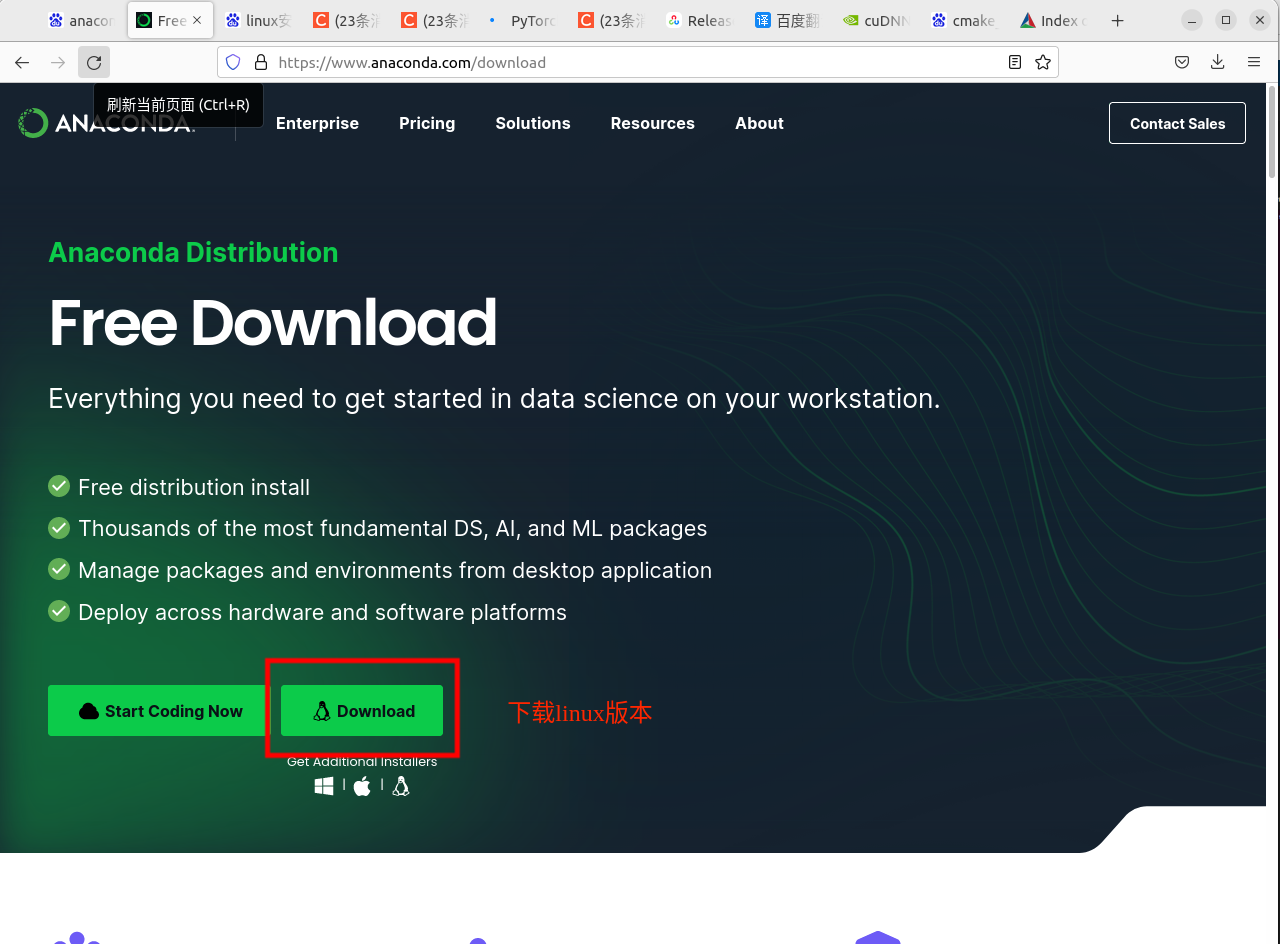 anacon
Free
linux安
(23条消
(23条消
PyTorc
(23条消
Releas
百度翻
cuDNN
cmake_
Index o
https://www.anaconda.com/download
刷新当前页面 (Ctrl+R)
ANACONDA.
Enterprise
Pricing
Solutions
Resources
About
Contact Sales
Anaconda Distribution
Free Download
Everything you need to get started in data science on your workstation.
Free distribution install
Thousands of the most fundamental DS, AI, and ML packages
Manage packages and environments from desktop application
Deploy across hardware and software platforms
Start Coding Now
Download
下载linux版本
Get Additional Installers